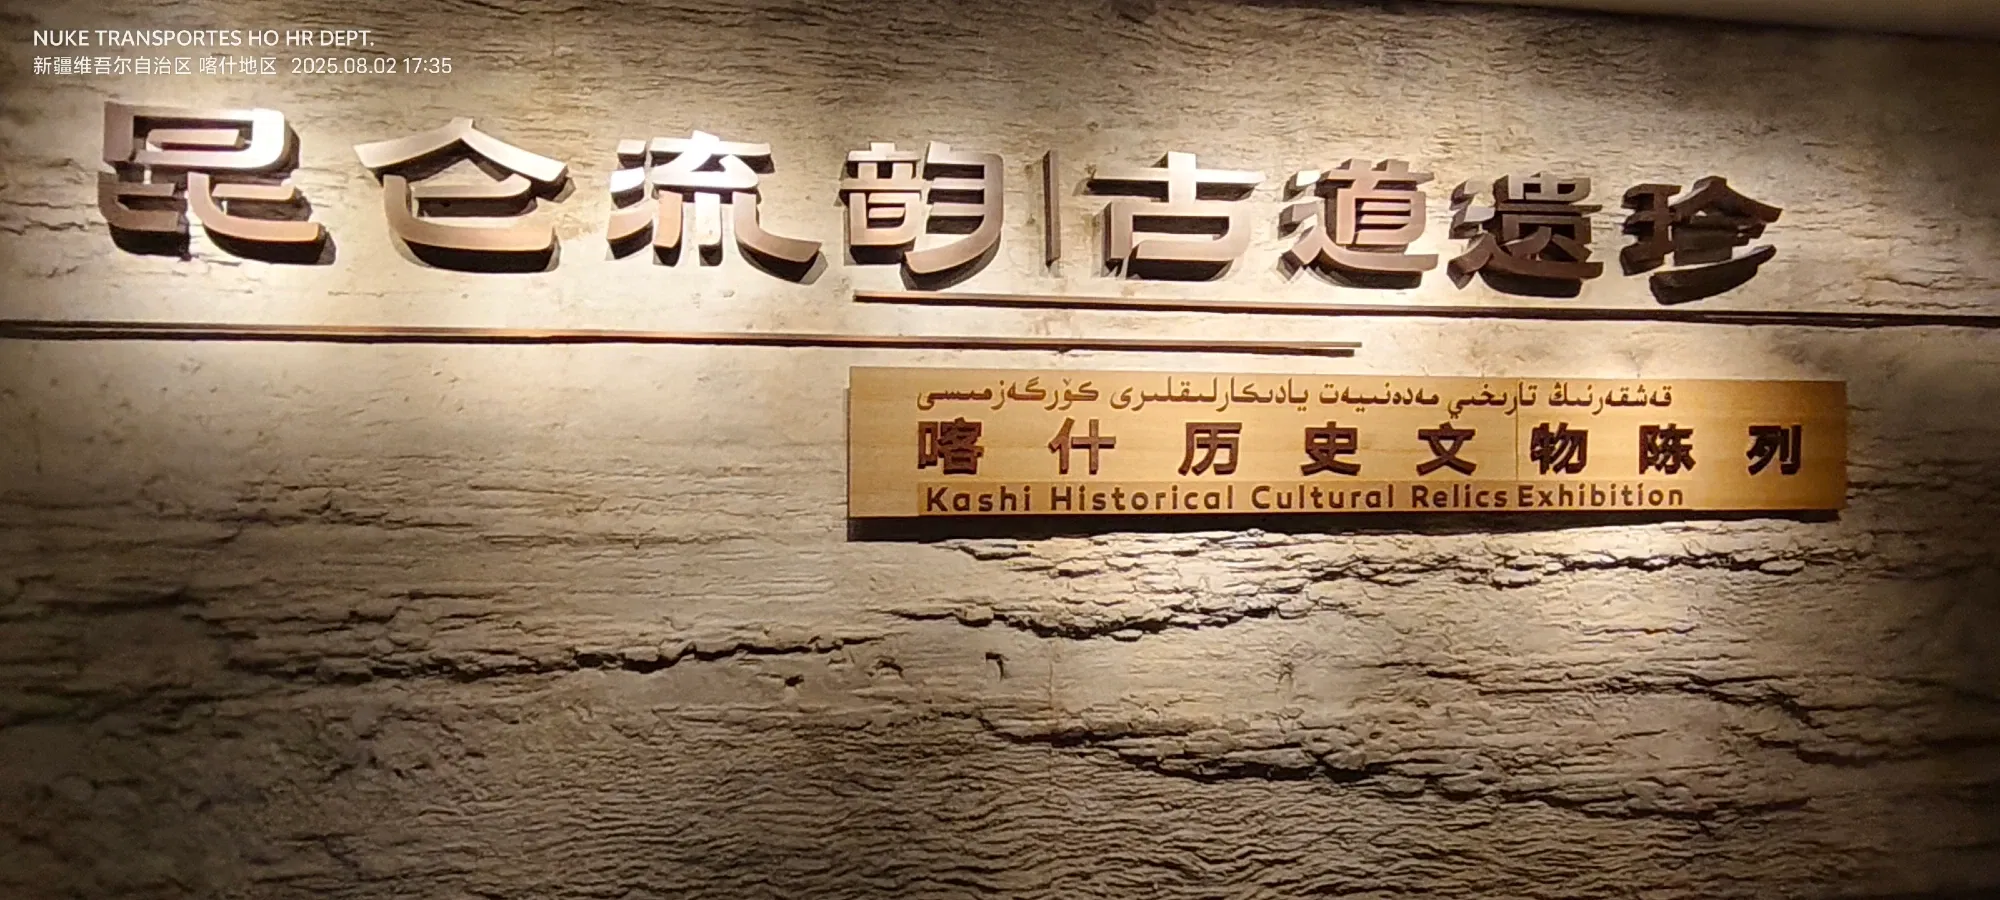 NUKE TRANSPORTES HO HR DEPT.
新疆维吾尔自治区 喀什地区 2025.08.02 17:35
昆仑流韵|古道遗珍
قەشقەرنىڭ تارىخىي مەدەنىيەت يادىكارلىقلىرى كۆرگەزمىسى
喀什历史文物陈列
Kashi Historical Cultural Relics Exhibition